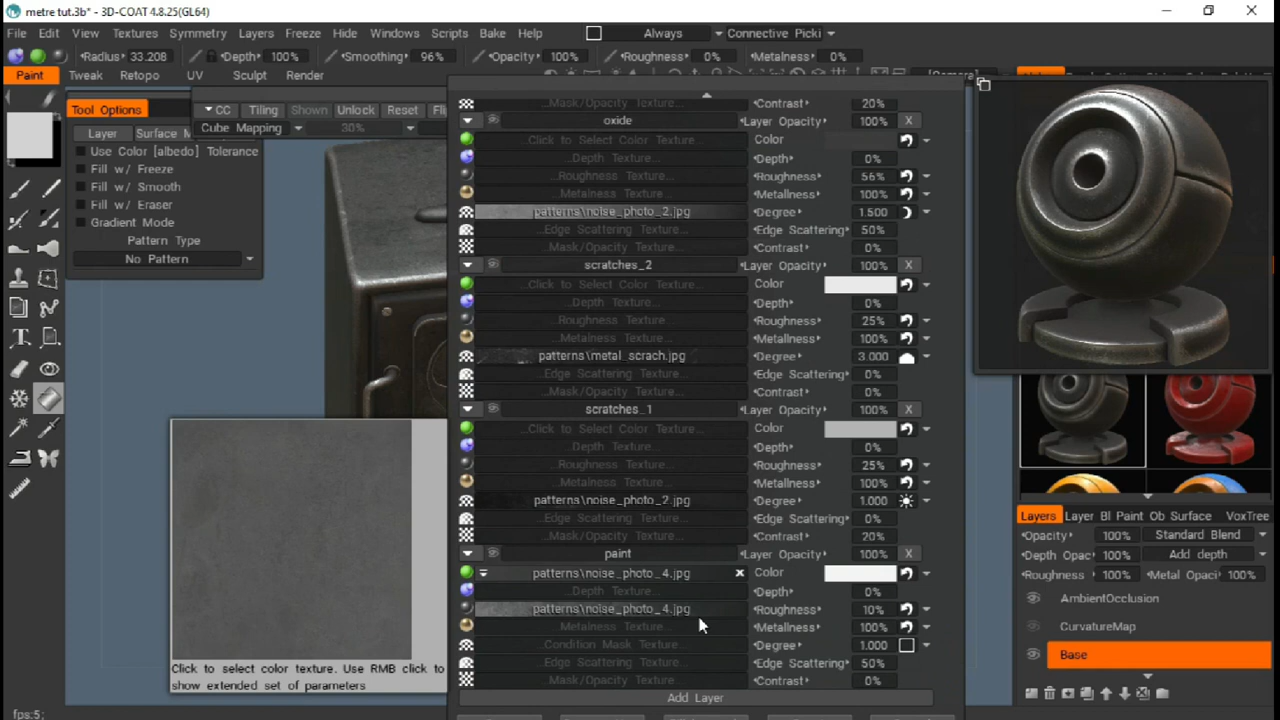 metre tut.3b* - 3D-COAT 4.8.25(GL64)
File Edit View Textures Symmetry Layers Freeze Hide Windows Scripts Bake Help Always Connective Picki
Radius 33.208 Depth 100% Smoothing 96% Opacity 100% Roughness 0% Metalness 0%
Paint Tweak Retopo UV Sculpt Render [Camera]
Tool Options CC Tiling Shown Unlock Reset
Cube Mapping 30%
Layer Surface M
Use Color [albedo] Tolerance
Fill w/ Freeze
Fill w/ Smooth
Fill w/ Eraser
Gradient Mode
Pattern Type
No Pattern
...Mask/Opacity Texture... Contrast 20%
oxide Layer Opacity 100% X
...Click to Select Color Texture... Color
...Depth Texture... Depth 0%
...Roughness Texture... Roughness 56%
...Metalness Texture... Metallness 100%
patterns\noise_photo_2.jpg Degree 1.500
...Edge Scattering Texture... Edge Scattering 50%
...Mask/Opacity Texture... Contrast 0%
scratches_2 Layer Opacity 100% X
...Click to Select Color Texture... Color
...Depth Texture... Depth 0%
...Roughness Texture... Roughness 25%
...Metalness Texture... Metallness 100%
patterns\metal_scrach.jpg Degree 3.000
...Edge Scattering Texture... Edge Scattering 0%
...Mask/Opacity Texture... Contrast 0%
scratches_1 Layer Opacity 100% X
...Click to Select Color Texture... Color
...Depth Texture... Depth 0%
...Roughness Texture... Roughness 25%
...Metalness Texture... Metallness 100%
patterns\noise_photo_2.jpg Degree 1.000
...Edge Scattering Texture... Edge Scattering 0%
...Mask/Opacity Texture... Contrast 20%
paint Layer Opacity 100% X
patterns\noise_photo_4.jpg x Color
...Depth Texture... Depth 0%
patterns\noise_photo_4.jpg Roughness 10%
...Metalness Texture... Metallness 100%
...Condition Mask Texture... Degree 1.000
...Edge Scattering Texture... Edge Scattering 50%
...Mask/Opacity Texture... Contrast 0%
Add Layer
Click to select color texture. Use RMB click to
show extended set of parameters
Layers Layer Bl Paint Ob Surface VoxTree
Opacity 100% Standard Blend
Depth Opac 100% Add depth
Roughness 100% Metal Opaci 100%
AmbientOcclusion
CurvatureMap
Base
fps:5;